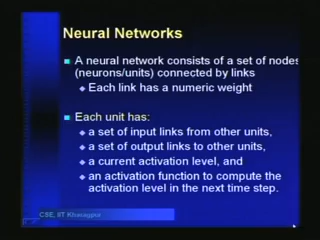 Neural Networks
A neural network consists of a set of nodes
(neurons/units) connected by links
Each link has a numeric weight
Each unit has:
a set of input links from other units,
a set of output links to other units,
a current activation level, and
an activation function to compute the
activation level in the next time step.
CSE, IIT Kharagpur